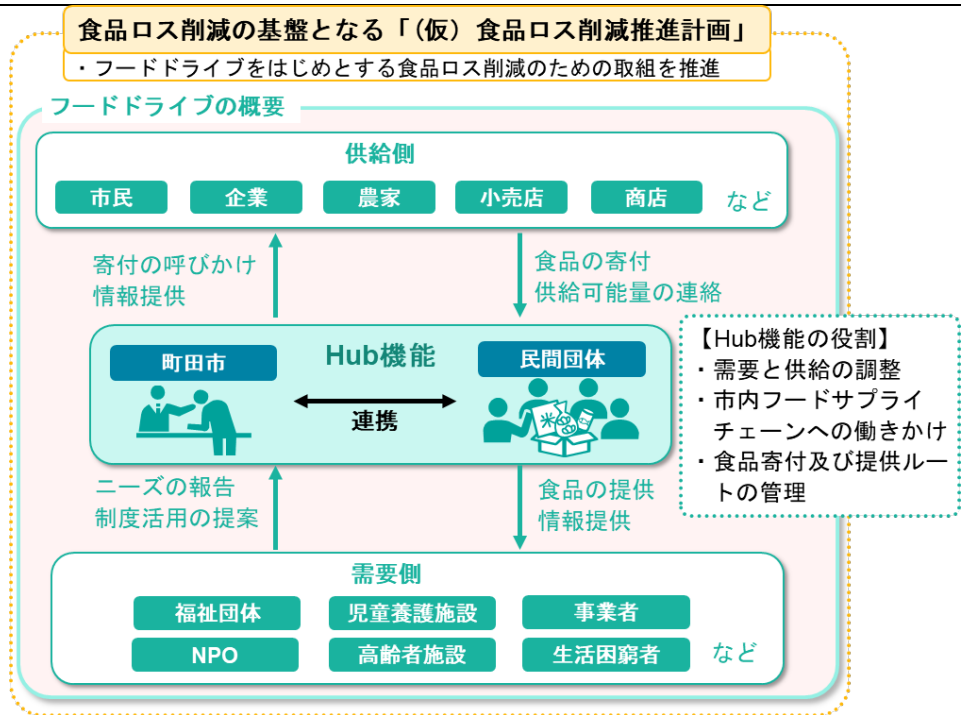 食品ロス削減の基盤となる「（仮）食品ロス削減推進計画」
・フードドライブをはじめとする食品ロス削減のための取組を推進
フードドライブの概要
供給側
市民 企業 農家 小売店 商店 など
寄付の呼びかけ
情報提供
食品の寄付
供給可能量の連絡
Hub機能
町田市
民間団体
連携
米
【Hub機能の役割】
・需要と供給の調整
・市内フードサプライ
チェーンへの働きかけ
・食品寄付及び提供ルー
トの管理
ニーズの報告
制度活用の提案
食品の提供
情報提供
需要側
福祉団体 児童養護施設 事業者
NPO 高齢者施設 生活困窮者 など